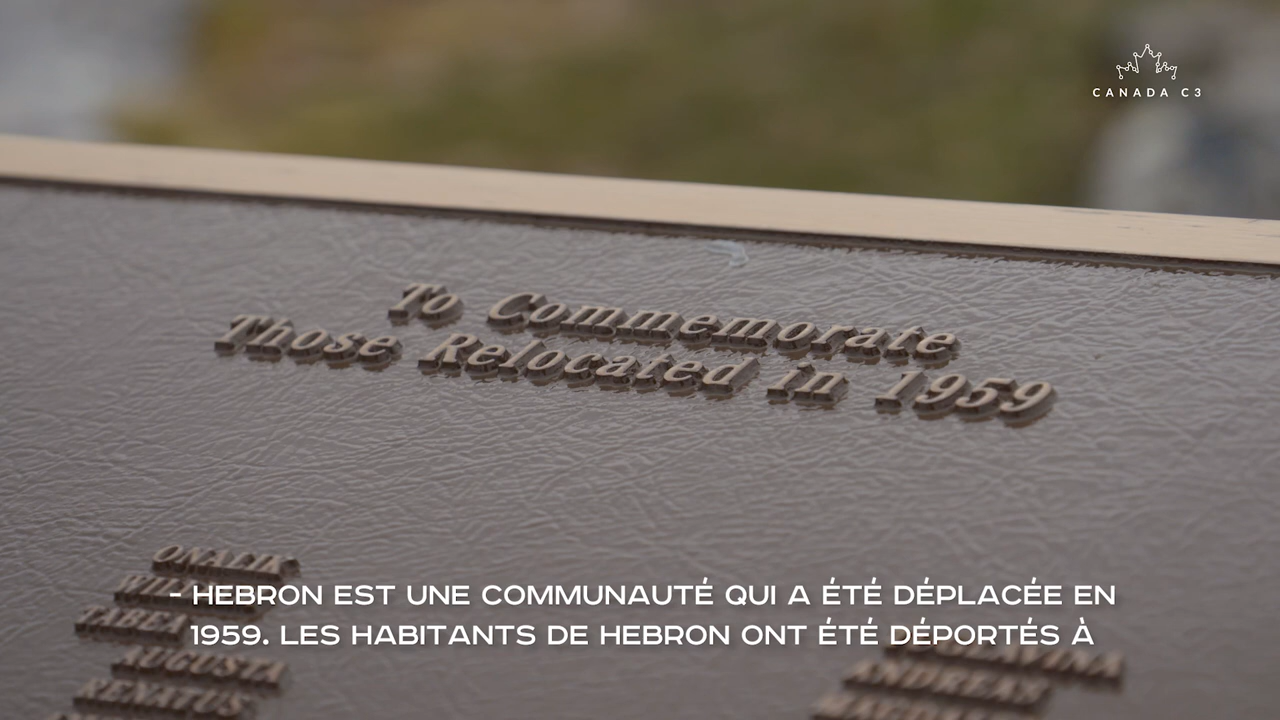 CANADA C3
To Commemorate
Those Relocated in 1959
ONALIK
TABEA
AUGUSTA
RENATUS
ANDREAS
- HEBRON EST UNE COMMUNAUTÉ QUI A ÉTÉ DÉPLACÉE EN
1959. LES HABITANTS DE HEBRON ONT ÉTÉ DÉPORTÉS À